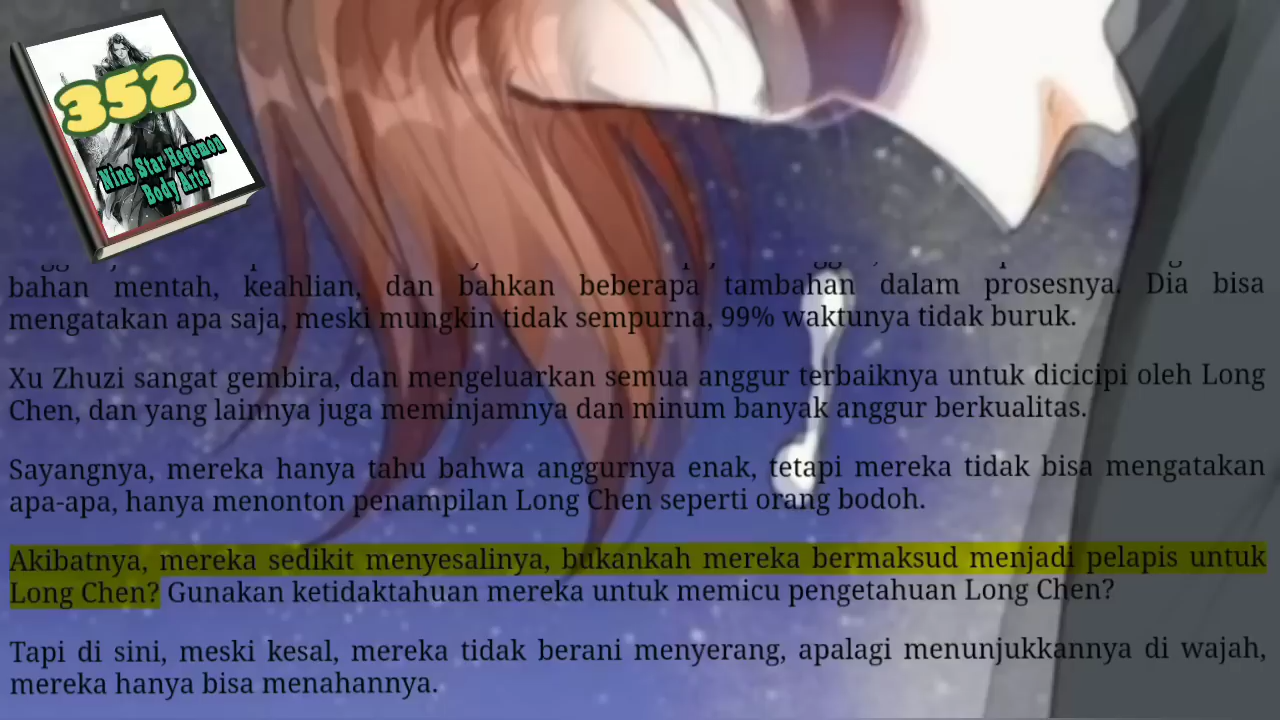 352
Nine Star Hegemon
Body Arts
bahan mentah, keahlian, dan bahkan beberapa tambahan dalam prosesnya. Dia bisa
mengatakan apa saja, meski mungkin tidak sempurna, 99% waktunya tidak buruk.
Xu Zhuzi sangat gembira, dan mengeluarkan semua anggur terbaiknya untuk dicicipi oleh Long
Chen, dan yang lainnya juga meminjamnya dan minum banyak anggur berkualitas.
Sayangnya, mereka hanya tahu bahwa anggurnya enak, tetapi mereka tidak bisa mengatakan
apa-apa, hanya menonton penampilan Long Chen seperti orang bodoh.
Akibatnya, mereka sedikit menyesalinya, bukankah mereka bermaksud menjadi pelapis untuk
Long Chen? Gunakan ketidaktahuan mereka untuk memicu pengetahuan Long Chen?
Tapi di sini, meski kesal, mereka tidak berani menyerang, apalagi menunjukkannya di wajah,
mereka hanya bisa menahannya.